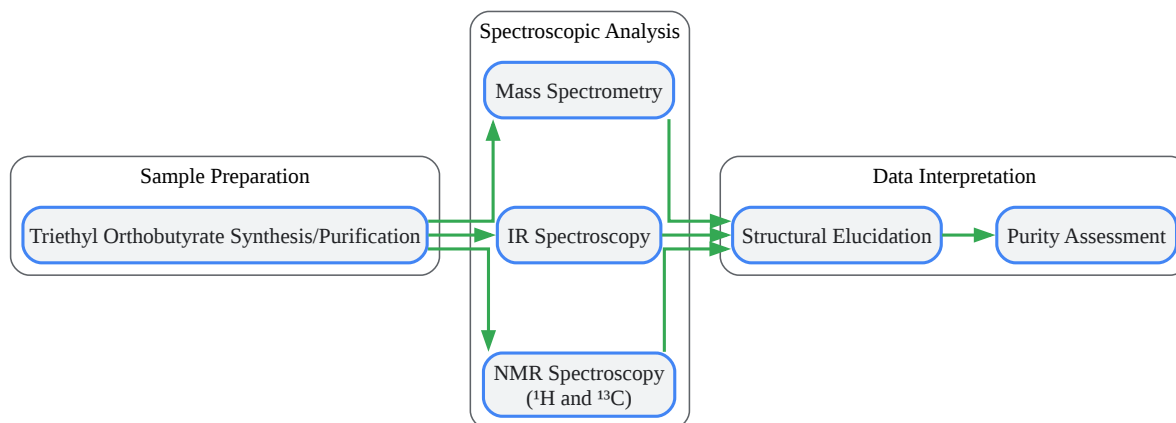 Spectroscopic Analysis
Mass Spectrometry
Sample Preparation
Data Interpretation
Triethyl Orthobutyrate Synthesis/Purification
IR Spectroscopy
Structural Elucidation
Purity Assessment
NMR Spectroscopy
(¹H and ¹³C)